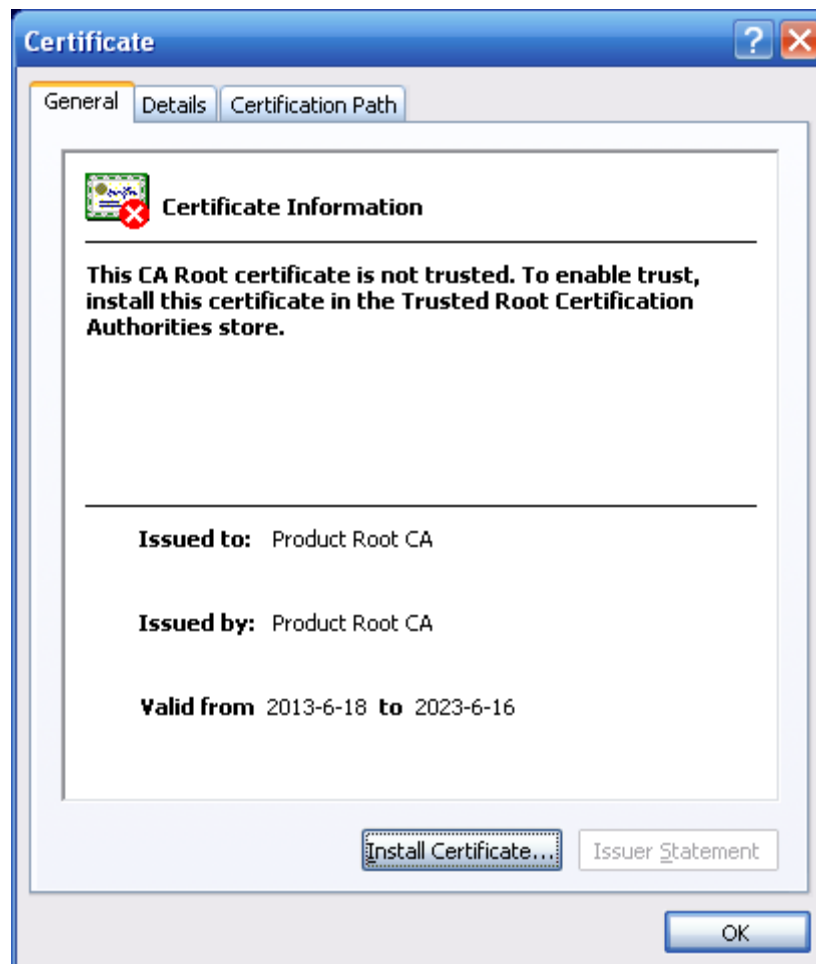 Certificate
General Details Certification Path
Certificate Information
This CA Root certificate is not trusted. To enable trust,
install this certificate in the Trusted Root Certification
Authorities store.
Issued to: Product Root CA
Issued by: Product Root CA
Valid from 2013-6-18 to 2023-6-16
Install Certificate... Issuer Statement
OK